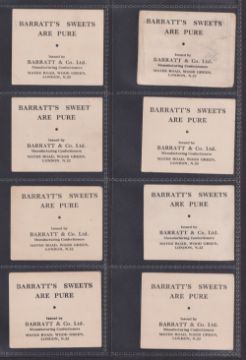 BARRATT'S SWEETS
ARE PURE
Issued by
BARRATT & Co. Ltd.
Manufacturing Confectioners
MAYES ROAD, WOOD GREEN,
LONDON, N.22
BARRATT'S SWEETS
ARE PURE
Issued by
BARRATT & Co. Ltd.
Manufacturing Confectioners
MAYES ROAD, WOOD GREEN,
LONDON, N.22
BARRATT'S SWEET
ARE PURE
Issued by
BARRATT & Co. Ltd.
Manufacturing Confectioners
MAYES ROAD, WOOD GREEN,
LONDON, N.22
BARRATT'S SWEETS
ARE PURE
Issued by
BARRATT & Co. Ltd.
Manufacturing Confectioners
MAYES ROAD, WOOD GREEN,
LONDON, N.22
BARRATT'S SWEETS
ARE PURE
Issued by
BARRATT & Co. Ltd.
Manufacturing Confectioners
MAYES ROAD, WOOD GREEN,
LONDON, N.22
BARRATT'S SWEETS
ARE PURE
Issued by
BARRATT & Co. Ltd.
Manufacturing Confectioners
MAYES ROAD, WOOD GREEN,
LONDON, N.22
BARRATT'S SWEETS
ARE PURE
Issued by
BARRATT & Co. Ltd.
Manufacturing Confectioners
MAYES ROAD, WOOD GREEN,
LONDON, N.22
BARRATT'S SWEETS
ARE PURE
Issued by
BARRATT & Co. Ltd.
Manufacturing Confectioners
MAYES ROAD, WOOD GREEN,
LONDON, N.22